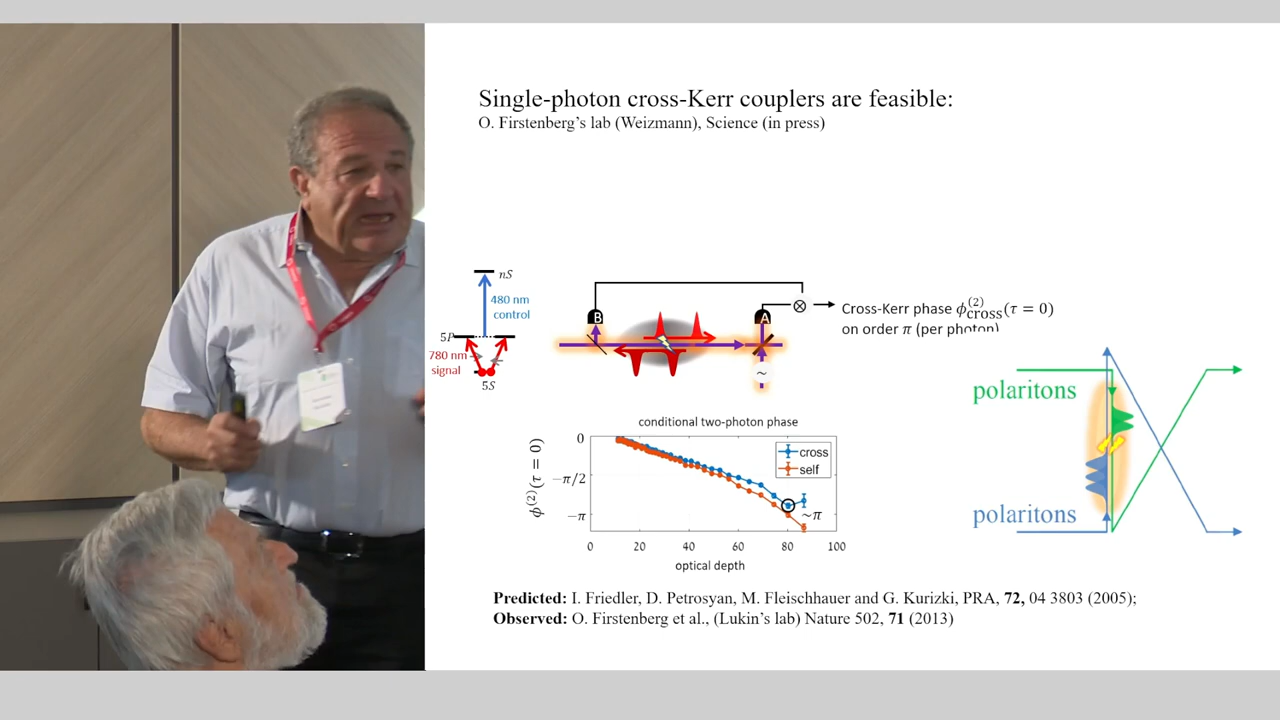 Single-photon cross-Kerr couplers are feasible:
O. Firstenberg's lab (Weizmann), Science (in press)
nS
480 nm
control
5P
780 nm
signal
5S
B
A
⊗
~
Cross-Kerr phase ϕ(2)cross(τ = 0)
on order π (per photon)
polaritons
polaritons
conditional two-photon phase
ϕ(2)(τ = 0)
0
−π/2
−π
cross
self
~π
0 20 40 60 80 100
optical depth
Predicted: I. Friedler, D. Petrosyan, M. Fleischhauer and G. Kurizki, PRA, 72, 04 3803 (2005);
Observed: O. Firstenberg et al., (Lukin's lab) Nature 502, 71 (2013)